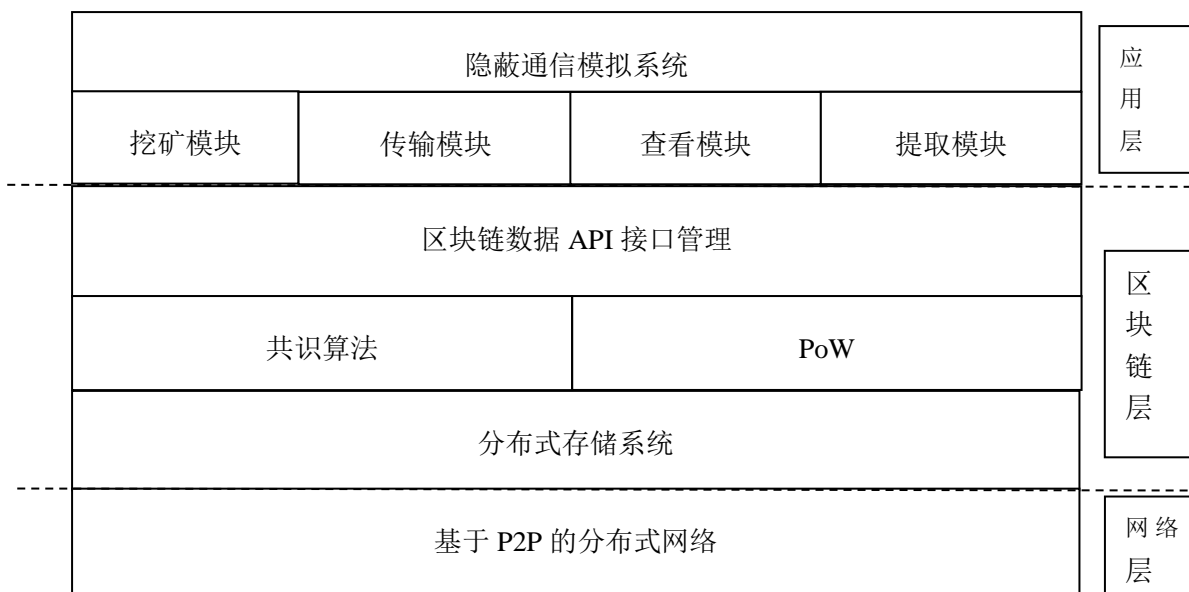 隐蔽通信模拟系统
应
用
层
挖矿模块 传输模块 查看模块 提取模块
区块链数据 API 接口管理
区
块
链
层
共识算法 PoW
分布式存储系统
基于 P2P 的分布式网络
网 络
层